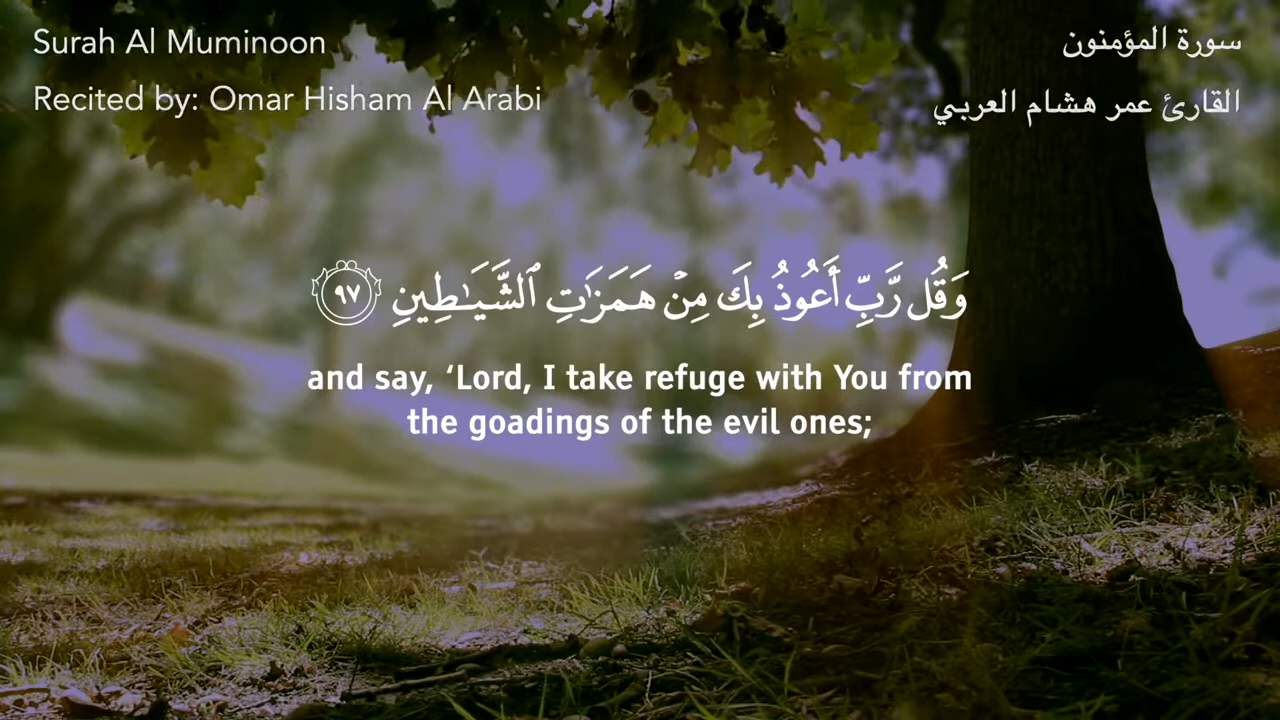 Surah Al Muminoon
سورة المؤمنون
Recited by: Omar Hisham Al Arabi
القارئ عمر هشام العربي
وَقُل رَّبِّ أَعُوذُ بِكَ مِنْ هَمَزَٰتِ ٱلشَّيَـٰطِينِ ٩٧
and say, ‘Lord, I take refuge with You from
the goadings of the evil ones;